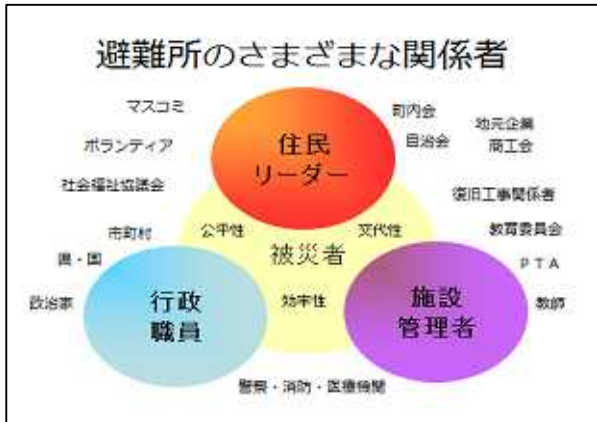 避難所のさまざまな関係者
マスコミ
町内会
地元企業
ボランティア
住民
リーダー
自治会
商工会
社会福祉協議会
復旧工事関係者
市町村
公平性
交代性
教育委員会
県・国
被災者
PTA
政治家
行政
職員
効率性
施設
管理者
教師
警察・消防・医療機関